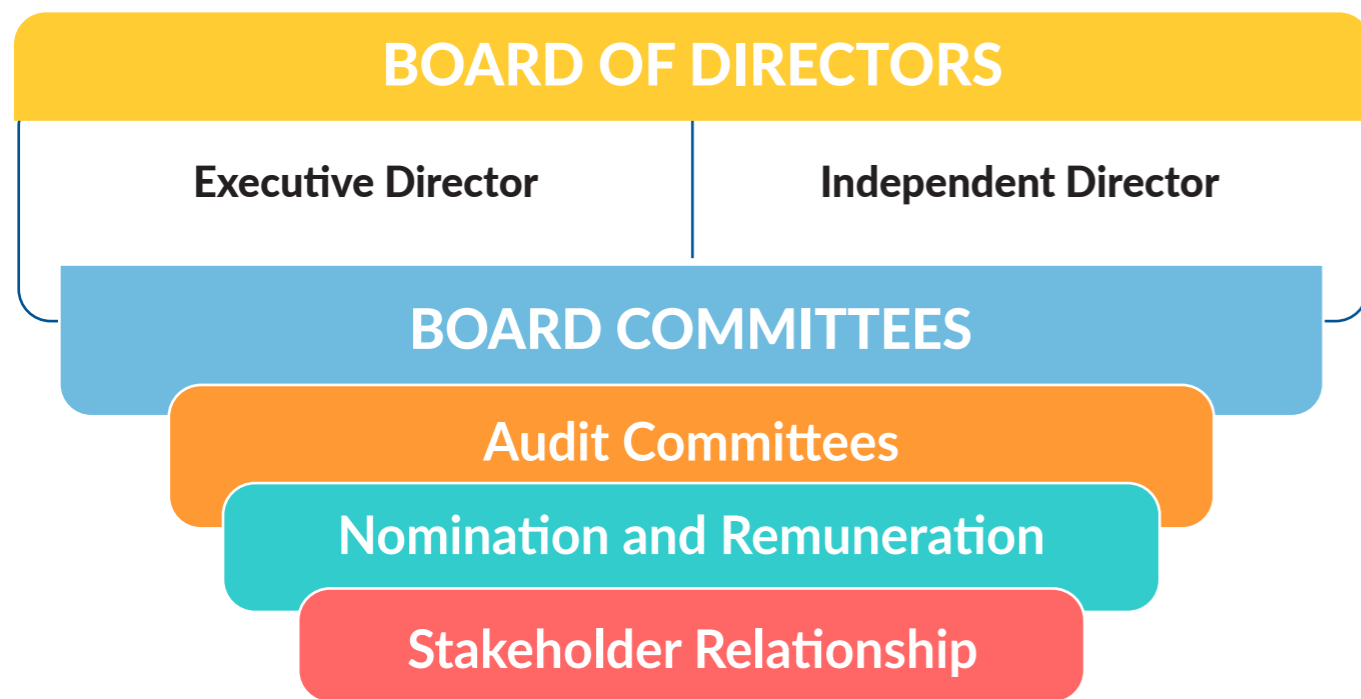 BOARD OF DIRECTORS
Executive Director
Independent Director
BOARD COMMITTEES
Audit Committees
Nomination and Remuneration
Stakeholder Relationship